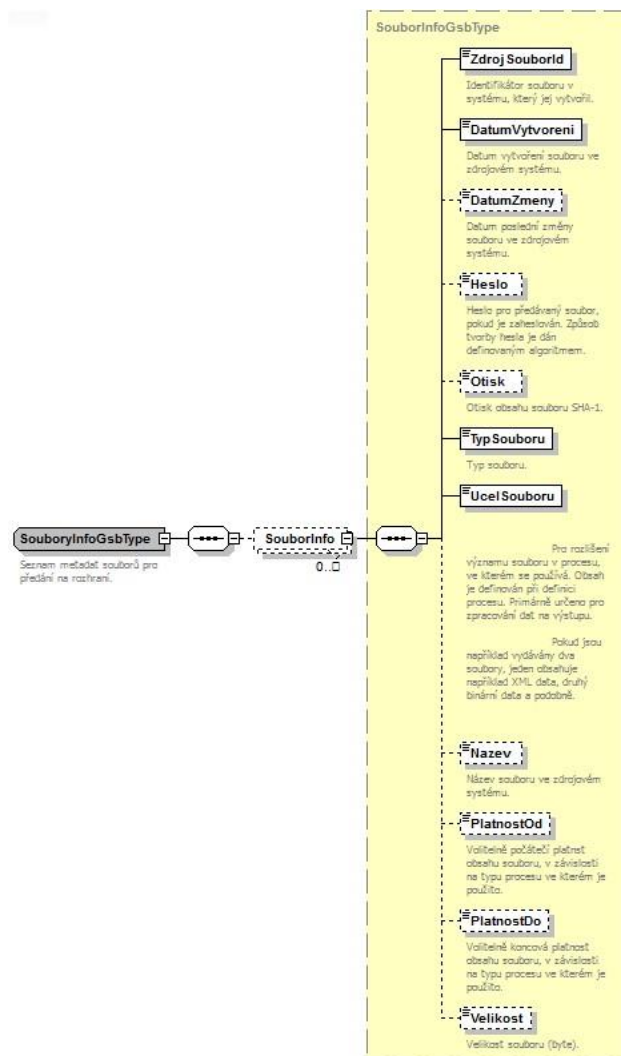 SouborInfoGsbType
ZdrojSouborId
Identifikátor souboru v
systému, který jej vytvořil.
DatumVytvoreni
Datum vytvoření souboru ve
zdrojovém systému.
DatumZmeny
Datum poslední změny
souboru ve zdrojovém
systému.
Heslo
Heslo pro předávaný soubor,
pokud je zaheslován. Způsob
tvorby hesla je dán
definovaným algoritmem.
Otisk
Otisk obsahu souboru SHA-1.
TypSouboru
Typ souboru.
UcelSouboru
Pro rozlišení
významu souboru v procesu,
ve kterém se používá. Obsah
je definován při definici
procesu. Primárně určeno pro
zpracování dat na výstupu.
Pokud jsou
například vydávány dva
soubory, jeden obsahuje
například XML data, druhý
binární data a podobně.
SouboryInfoGsbType
Seznam metadat souborů pro
předání na rozhraní.
SouborInfo
0..□
Nazev
Název souboru ve zdrojovém
systému.
PlatnostOd
Volitelně počátečí platnst
obsahu souboru, v závislosti
na typu procesu ve kterém je
použito.
PlatnostDo
Volitelně koncová platnost
obsahu souboru, v závislosti
na typu procesu ve kterém je
použito.
Velikost
Velikost souboru (byte).